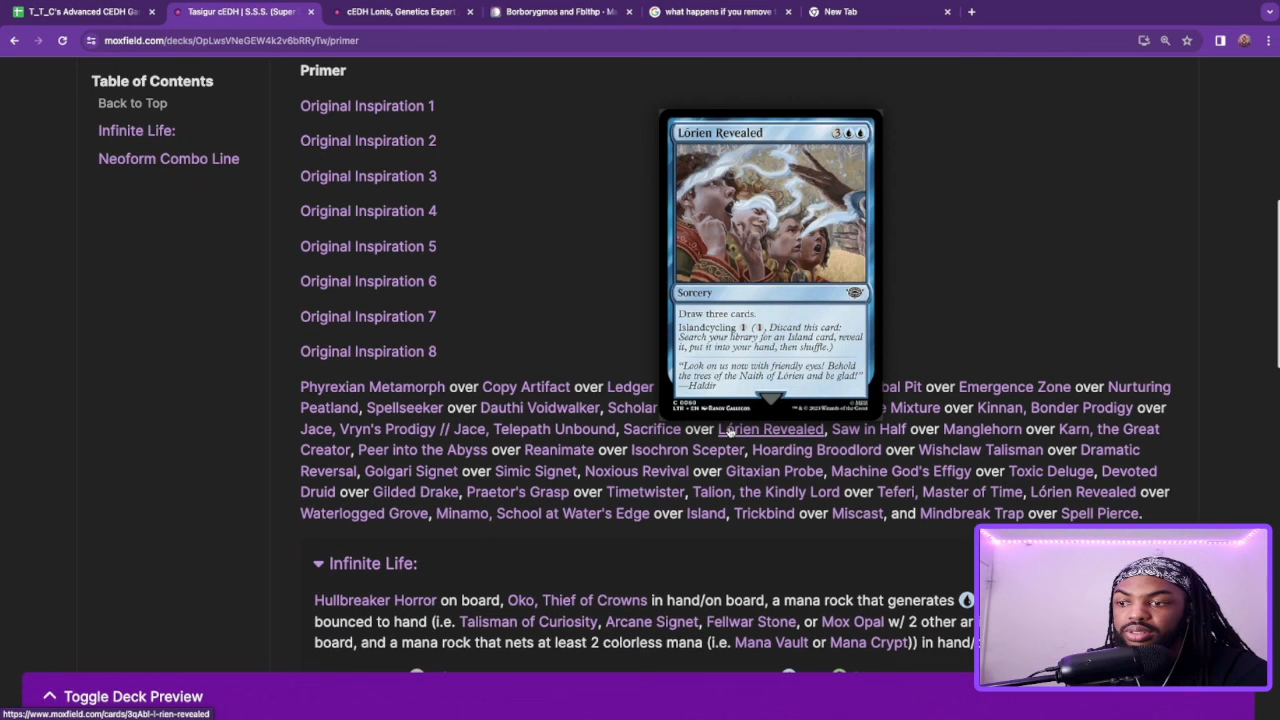 T_T_C's Advanced CEDH Ga
Tasigur cEDH | S.S.S. (Super
cEDH Lonis, Genetics Expert
Borborygmos and Fblthp • M
what happens if you remove
New Tab
moxfield.com/decks/OpLwsVNeGEW4k2v6bRRyTw/primer
Table of Contents
Back to Top
Infinite Life:
Neoform Combo Line
Primer
Original Inspiration 1
Original Inspiration 2
Original Inspiration 3
Original Inspiration 4
Original Inspiration 5
Original Inspiration 6
Original Inspiration 7
Original Inspiration 8
Lórien Revealed 3
Sorcery
Draw three cards.
Islandcycling 1 (1, Discard this card:
Search your library for an Island card, reveal
it, put it into your hand, then shuffle.)
"Look on us now with friendly eyes! Behold
the trees of the Naith of Lórien and be glad!"
—Haldir
C 0060
LTR • EN Randy Gallegos
™ & © 2023 Wizards of the Coast
Phyrexian Metamorph over Copy Artifact over Ledger bal Pit over Emergence Zone over Nurturing
Peatland, Spellseeker over Dauthi Voidwalker, Scholar e Mixture over Kinnan, Bonder Prodigy over
Jace, Vryn's Prodigy // Jace, Telepath Unbound, Sacrifice over Lórien Revealed, Saw in Half over Manglehorn over Karn, the Great
Creator, Peer into the Abyss over Reanimate over Isochron Scepter, Hoarding Broodlord over Wishclaw Talisman over Dramatic
Reversal, Golgari Signet over Simic Signet, Noxious Revival over Gitaxian Probe, Machine God's Effigy over Toxic Deluge, Devoted
Druid over Gilded Drake, Praetor's Grasp over Timetwister, Talion, the Kindly Lord over Teferi, Master of Time, Lórien Revealed over
Waterlogged Grove, Minamo, School at Water's Edge over Island, Trickbind over Miscast, and Mindbreak Trap over Spell Pierce.
Infinite Life:
Hullbreaker Horror on board, Oko, Thief of Crowns in hand/on board, a mana rock that generates
bounced to hand (i.e. Talisman of Curiosity, Arcane Signet, Fellwar Stone, or Mox Opal w/ 2 other ar
board, and a mana rock that nets at least 2 colorless mana (i.e. Mana Vault or Mana Crypt)) in hand/
Toggle Deck Preview
https://www.moxfield.com/cards/3qAbl-l-rien-revealed